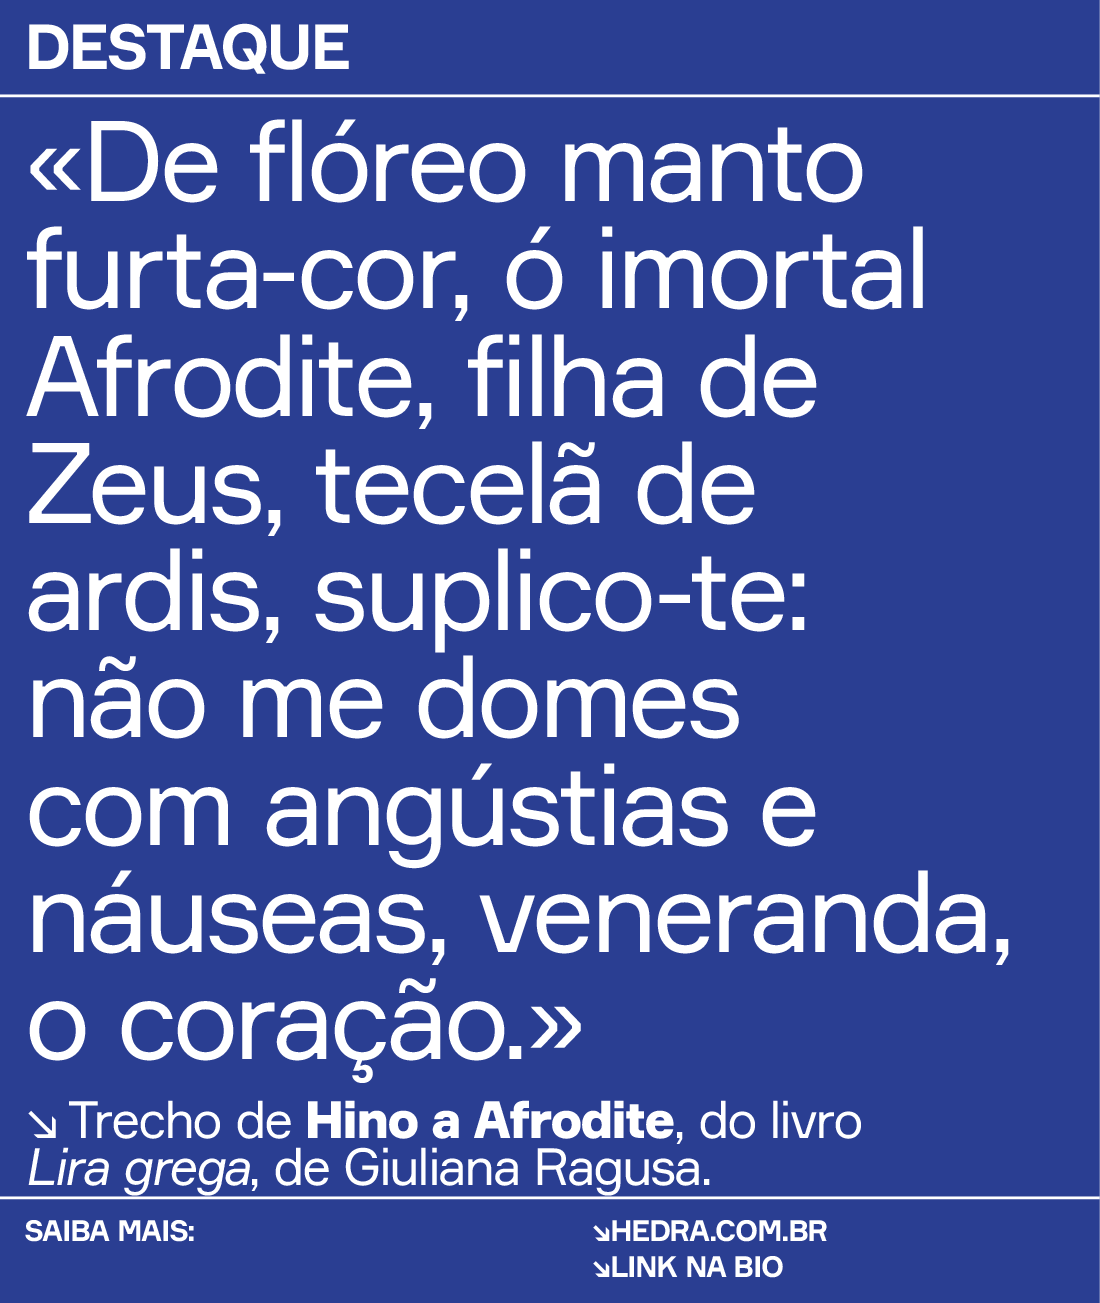 DESTAQUE
«De flóreo manto
furta-cor, ó imortal
Afrodite, filha de
Zeus, tecelã de
ardis, suplico-te:
não me domes
com angústias e
náuseas, veneranda,
o coração.»
↘ Trecho de Hino a Afrodite, do livro
Lira grega, de Giuliana Ragusa.
SAIBA MAIS:
↘HEDRA.COM.BR
↘LINK NA BIO